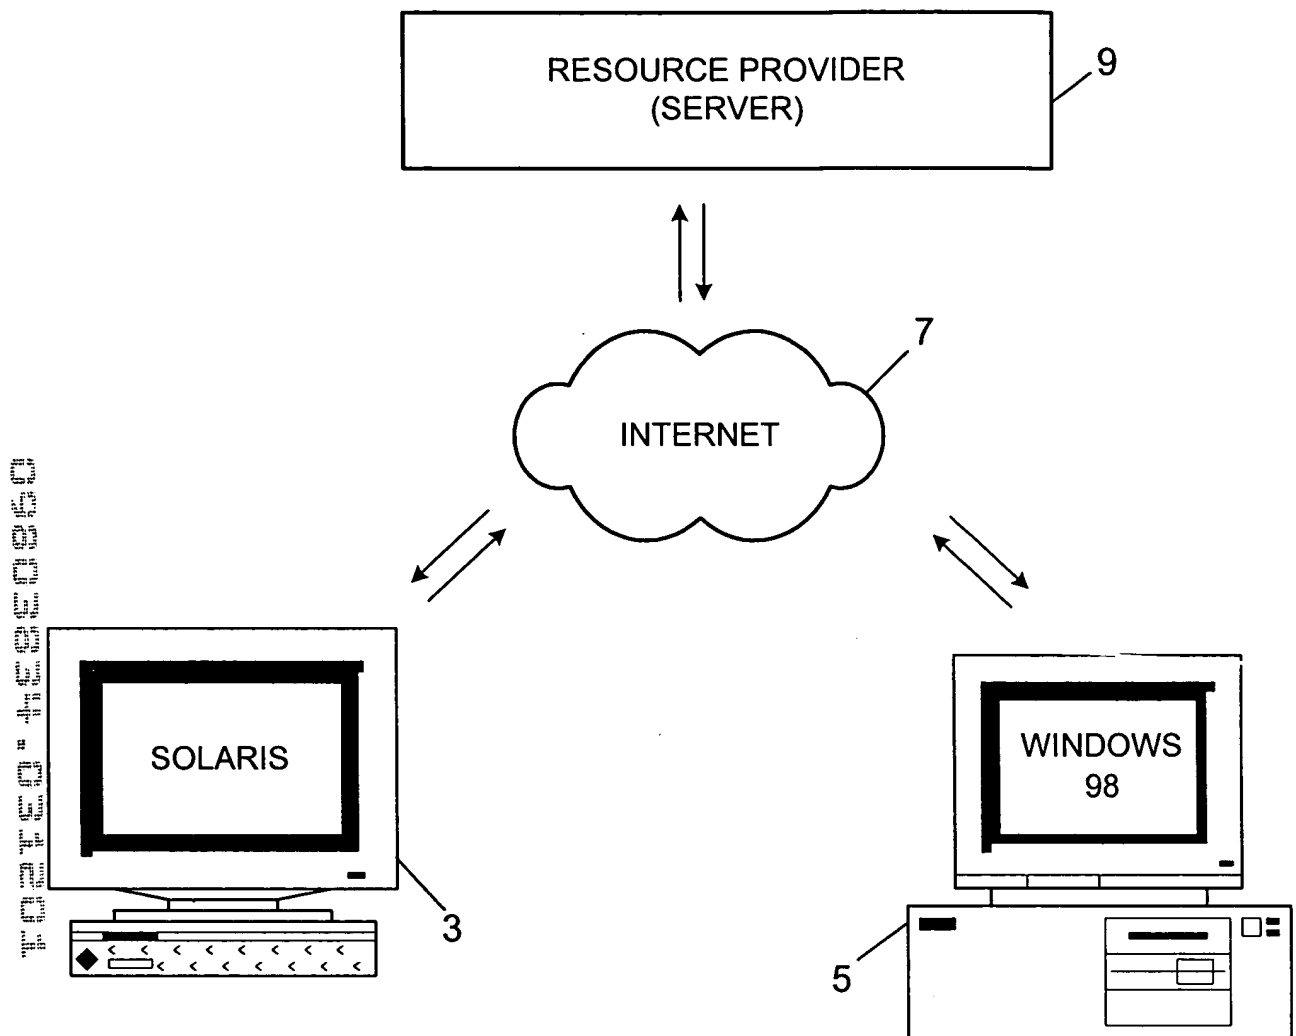 RESOURCE PROVIDER
(SERVER)
9
7
INTERNET
SOLARIS
WINDOWS
98
3
5